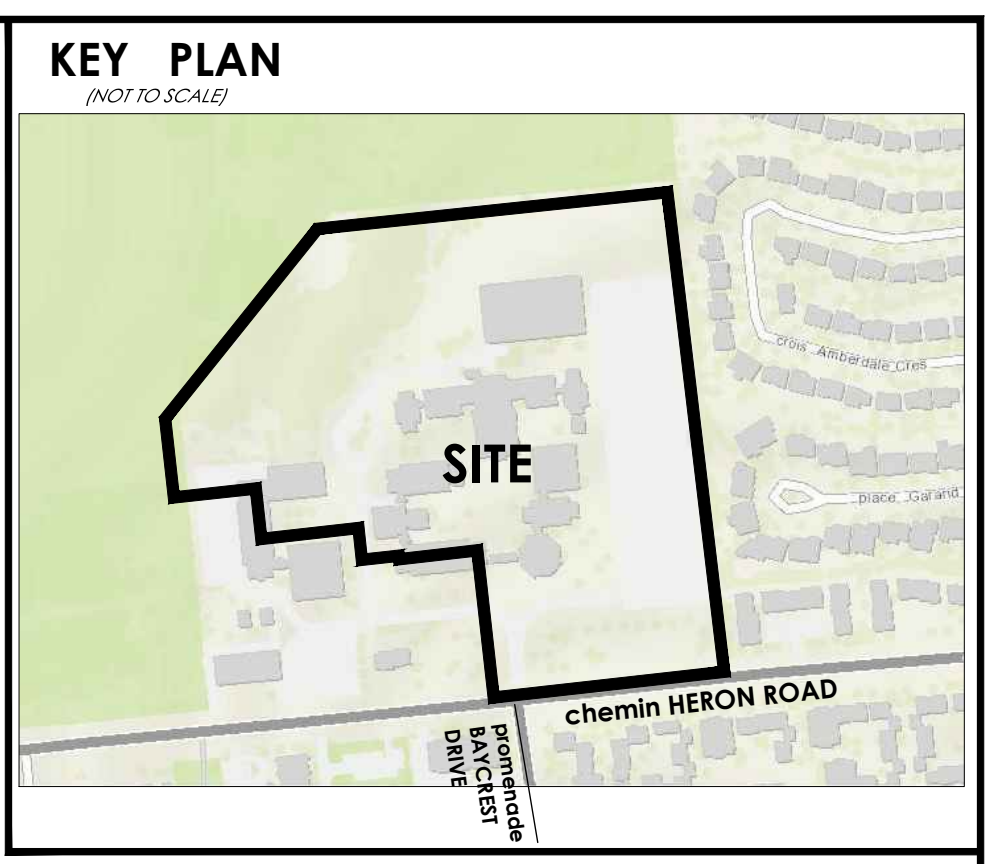 KEY PLAN
(NOT TO SCALE)
crois Amberdale Cres
SITE
place Garand
chemin HERON ROAD
promenade
BAYCREST
DRIVE